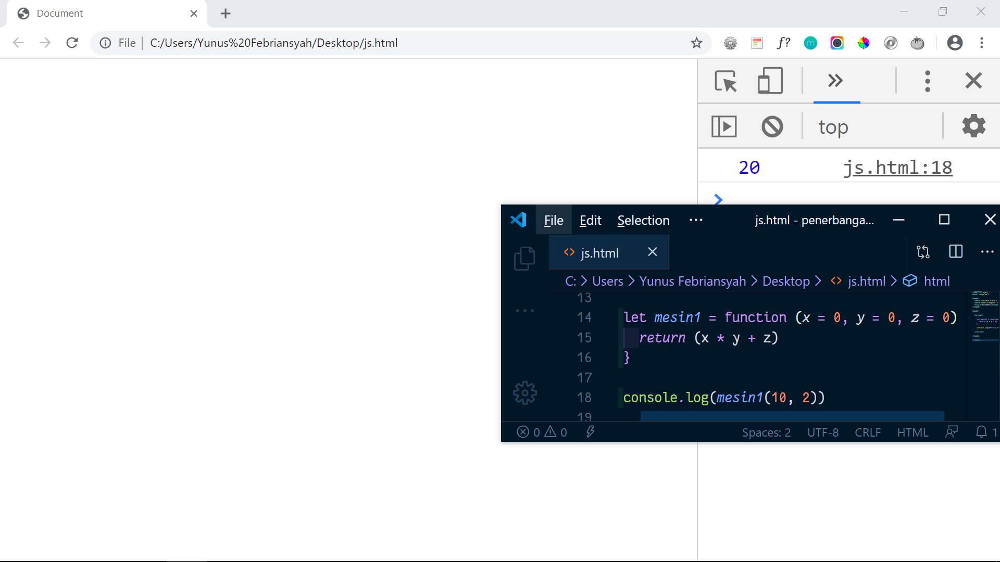 Document
File
C:/Users/Yunus%20Febriansyah/Desktop/js.html
f?
m
top
20
js.html:18
File Edit Selection ···
js.html - penerbanga...
js.html
C: > Users > Yunus Febriansyah > Desktop > js.html > html
13
14 let mesin1 = function (x = 0, y = 0, z = 0)
15 return (x * y + z)
16 }
17
18 console.log(mesin1(10, 2))
19
0 0
Spaces: 2 UTF-8 CRLF HTML 1